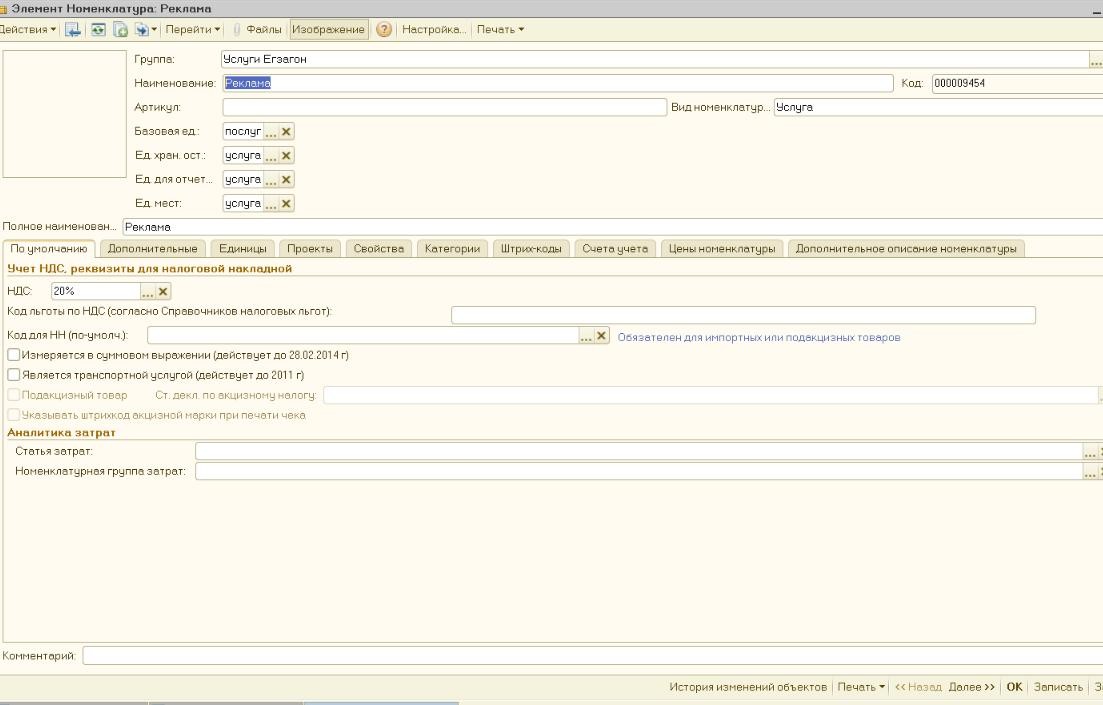 Элемент Номенклатура: Реклама
Действия Перейти Файлы Изображение ? Настройка... Печать
Группа: Услуги Егзагон ...
Наименование: Реклама Код: 000009454
Артикул: Вид номенклатур... Услуга
Базовая ед.: послуг ...
Ед. хран. ост.: услуга ...
Ед. для отчет... услуга ...
Ед. мест: услуга ...
Полное наименован... Реклама
По умолчанию Дополнительные Единицы Проекты Свойства Категории Штрих-коды Счета учета Цены номенклатуры Дополнительное описание номенклатуры
Учет НДС, реквизиты для налоговой накладной
НДС: 20% ...
Код льготы по НДС (согласно Справочников налоговых льгот):
Код для НН (по-умолч.): ... Обязателен для импортных или подакцизных товаров
Измеряется в суммовом выражении (действует до 28.02.2014 г)
Является транспортной услугой (действует до 2011 г)
Подакцизный товар Ст. декл. по акцизному налогу:
Указывать штрихкод акцизной марки при печати чека
Аналитика затрат
Статья затрат: ...
Номенклатурная группа затрат: ...
Комментарий:
История изменений объектов Печать << Назад Далее >> OK Записать